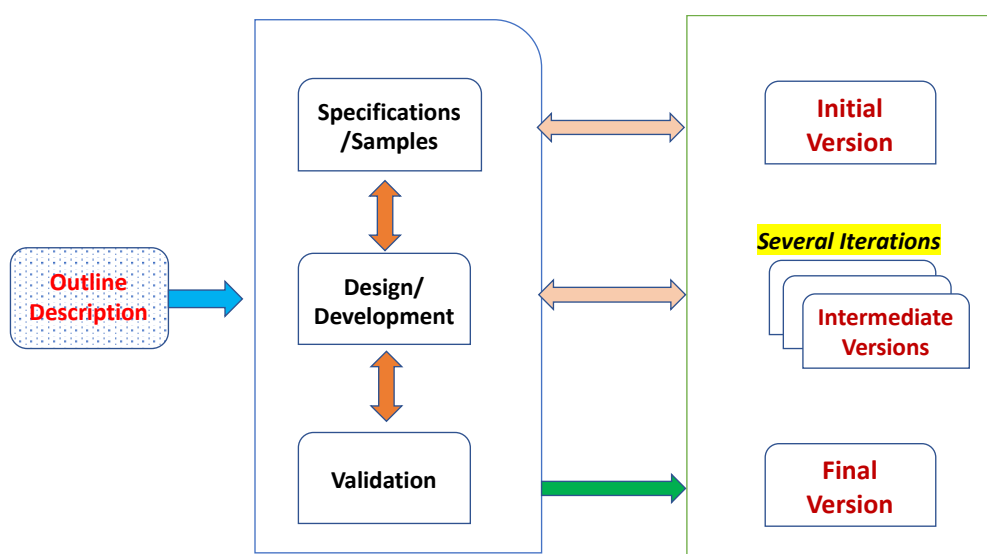 Outline
Description
Specifications
/Samples
Design/
Development
Validation
Initial
Version
Several Iterations
Intermediate
Versions
Final
Version